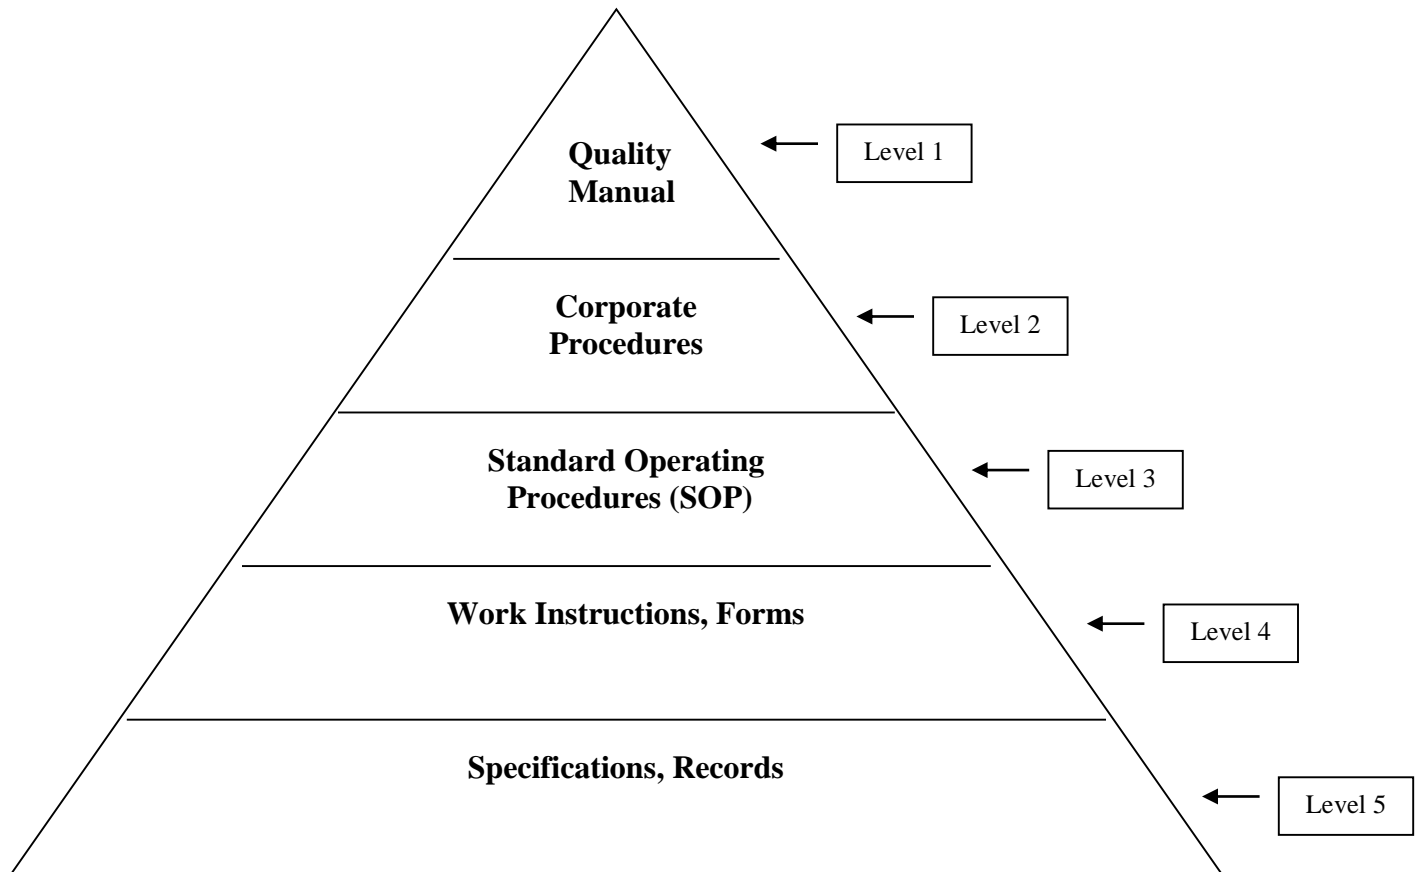 Quality
Manual
Level 1
Corporate
Procedures
Level 2
Standard Operating
Procedures (SOP)
Level 3
Work Instructions, Forms
Level 4
Specifications, Records
Level 5